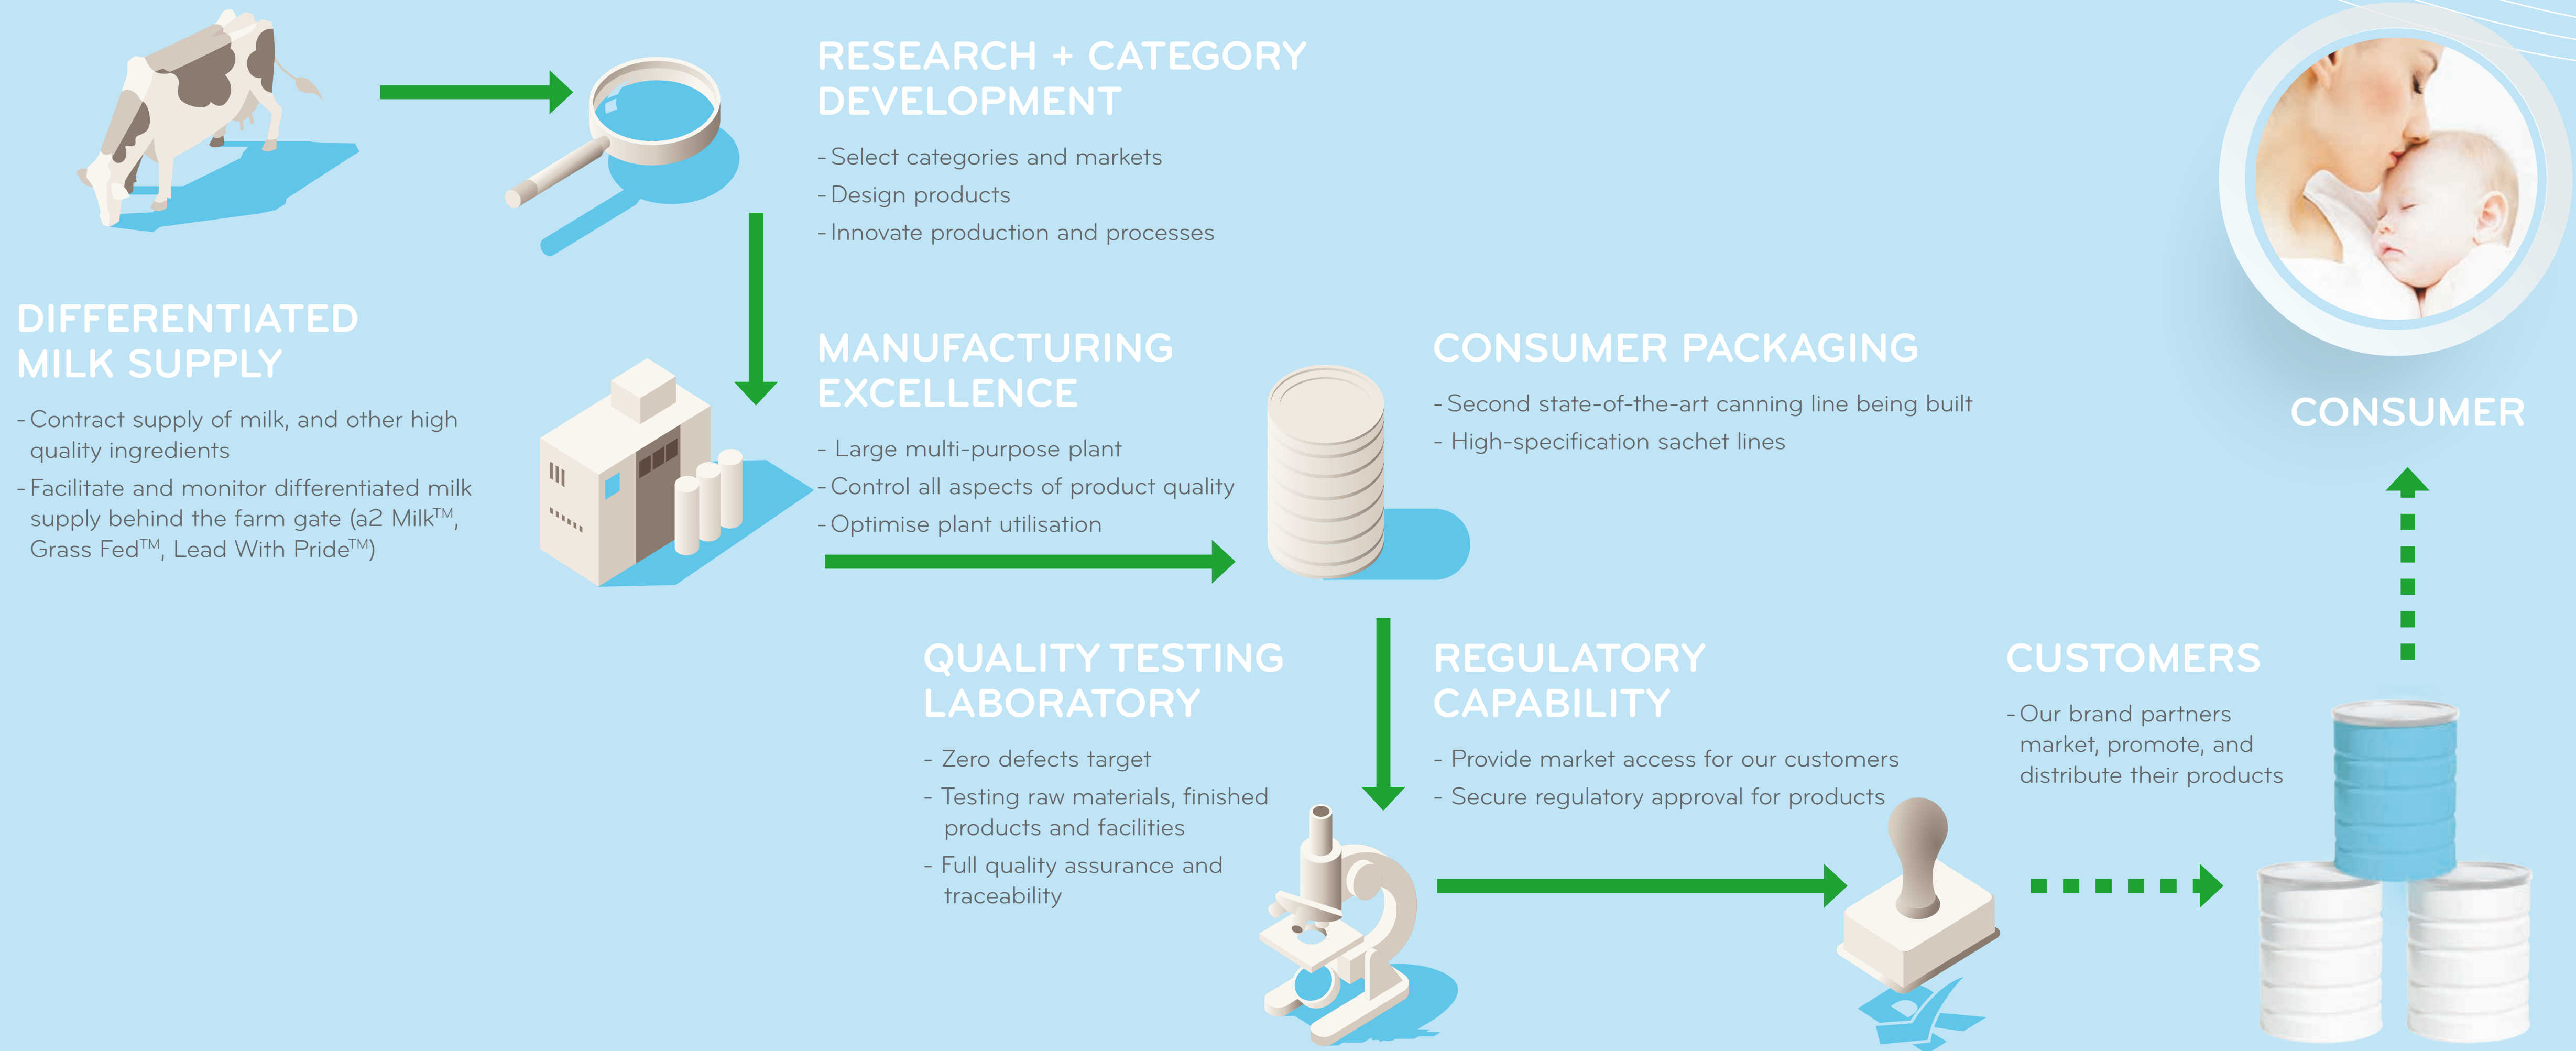 RESEARCH + CATEGORY
DEVELOPMENT
- Select categories and markets
- Design products
- Innovate production and processes
DIFFERENTIATED
MILK SUPPLY
- Contract supply of milk, and other high
quality ingredients
- Facilitate and monitor differentiated milk
supply behind the farm gate (a2 Milk™,
Grass Fed™, Lead With Pride™)
MANUFACTURING
EXCELLENCE
- Large multi-purpose plant
- Control all aspects of product quality
- Optimise plant utilisation
CONSUMER PACKAGING
- Second state-of-the-art canning line being built
- High-specification sachet lines
CONSUMER
QUALITY TESTING
LABORATORY
- Zero defects target
- Testing raw materials, finished
products and facilities
- Full quality assurance and
traceability
REGULATORY
CAPABILITY
- Provide market access for our customers
- Secure regulatory approval for products
CUSTOMERS
- Our brand partners
market, promote, and
distribute their products